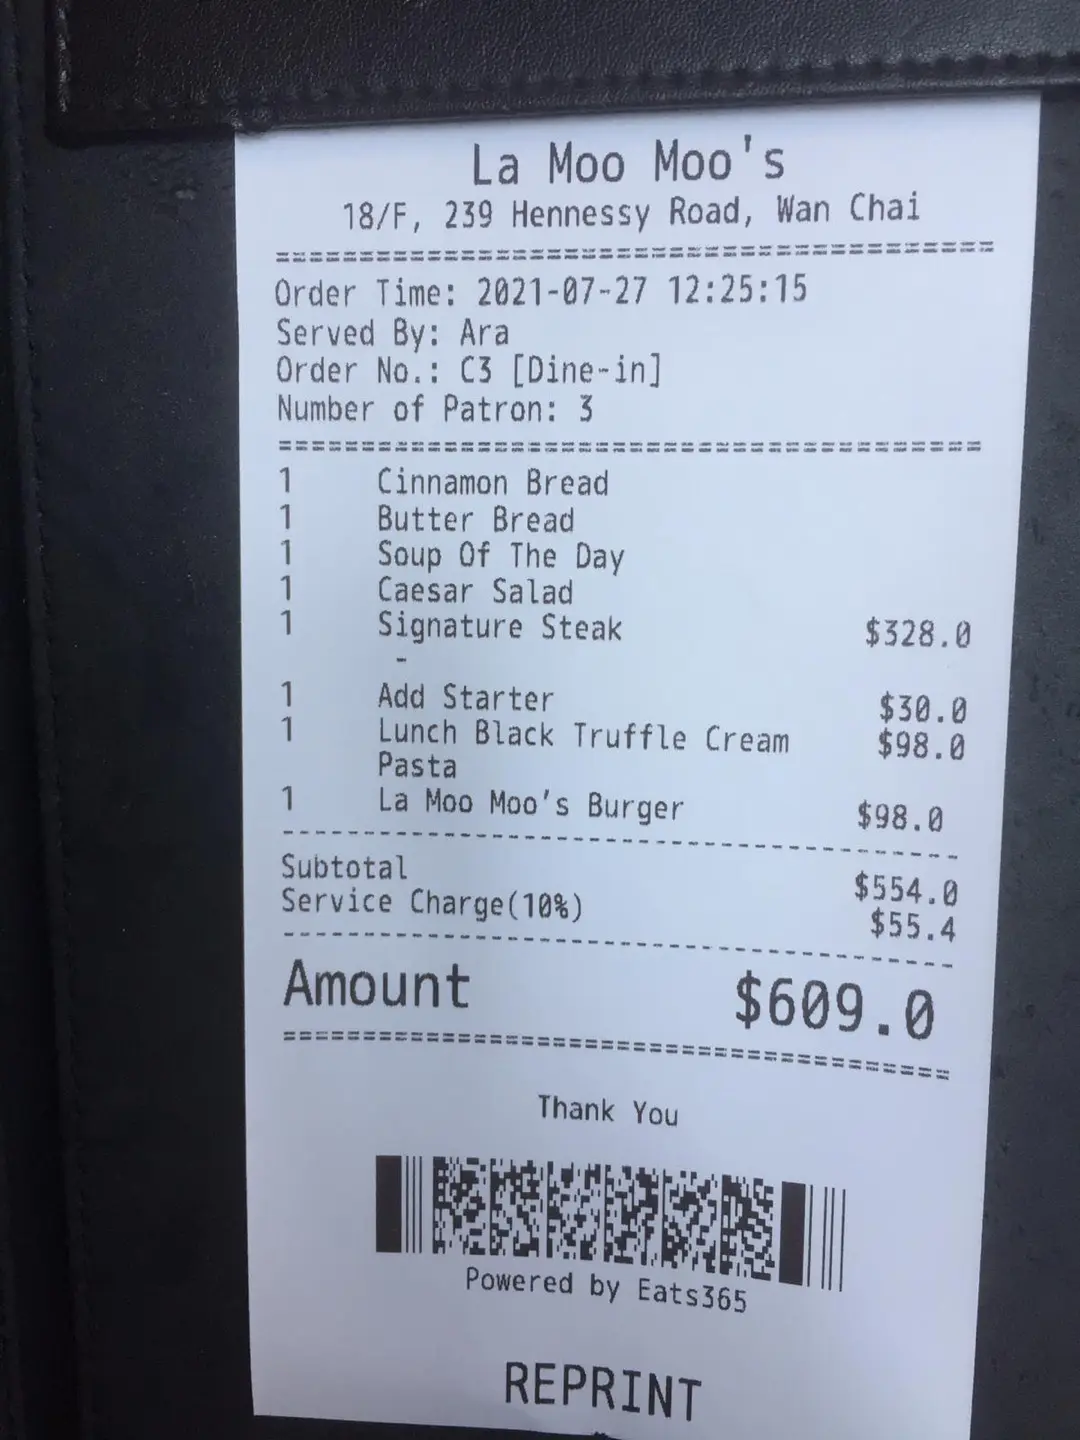 La Moo Moo's
18/F, 239 Hennessy Road, Wan Chai
Order Time: 2021-07-27 12:25:15
Served By: Ara
Order No.: C3 [Dine-in]
Number of Patron: 3
1 Cinnamon Bread
1 Butter Bread
1 Soup Of The Day
1 Caesar Salad
1 Signature Steak $328.0
-
1 Add Starter $30.0
1 Lunch Black Truffle Cream $98.0
Pasta
1 La Moo Moo's Burger $98.0
Subtotal $554.0
Service Charge(10%) $55.4
Amount $609.0
Thank You
Powered by Eats365
REPRINT